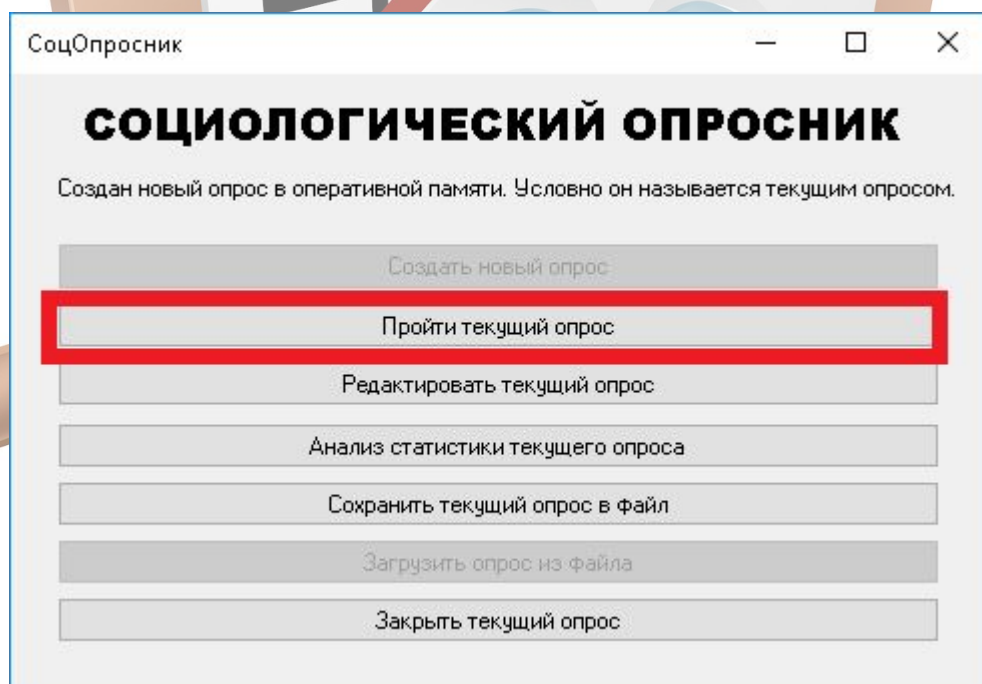 СоцОпросник
СОЦИОЛОГИЧЕСКИЙ ОПРОСНИК
Создан новый опрос в оперативной памяти. Условно он называется текущим опросом.
Создать новый опрос
Пройти текущий опрос
Редактировать текущий опрос
Анализ статистики текущего опроса
Сохранить текущий опрос в файл
Загрузить опрос из файла
Закрыть текущий опрос